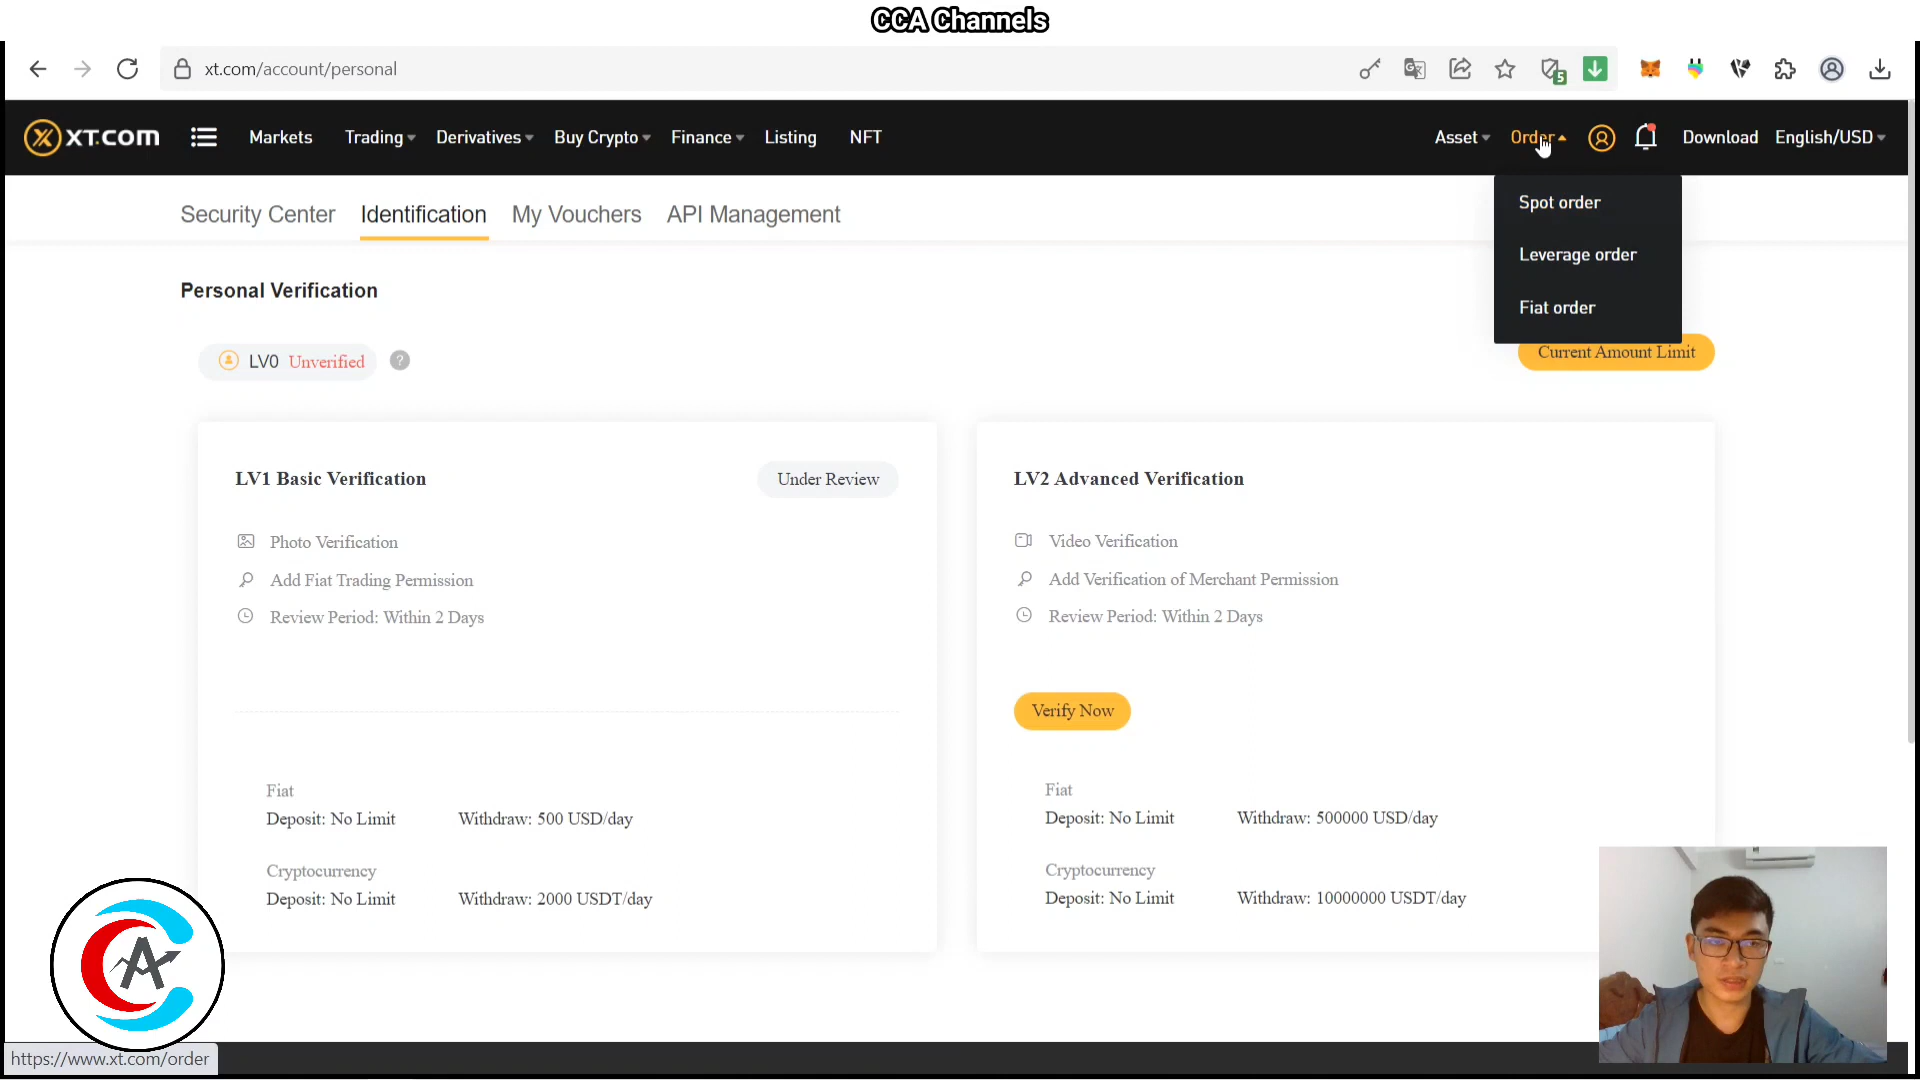 CCA Channels
xt.com/account/personal
5
XT.COM
Markets
Trading
Derivatives
Buy Crypto
Finance
Listing
NFT
Asset
Order
Download
English/USD
Spot order
Leverage order
Fiat order
Security Center
Identification
My Vouchers
API Management
Personal Verification
LV0 Unverified
?
Current Amount Limit
LV1 Basic Verification
Under Review
Photo Verification
Add Fiat Trading Permission
Review Period: Within 2 Days
Fiat
Deposit: No Limit
Withdraw: 500 USD/day
Cryptocurrency
Deposit: No Limit
Withdraw: 2000 USDT/day
LV2 Advanced Verification
Video Verification
Add Verification of Merchant Permission
Review Period: Within 2 Days
Verify Now
Fiat
Deposit: No Limit
Withdraw: 500000 USD/day
Cryptocurrency
Deposit: No Limit
Withdraw: 10000000 USDT/day
CCA
https://www.xt.com/order